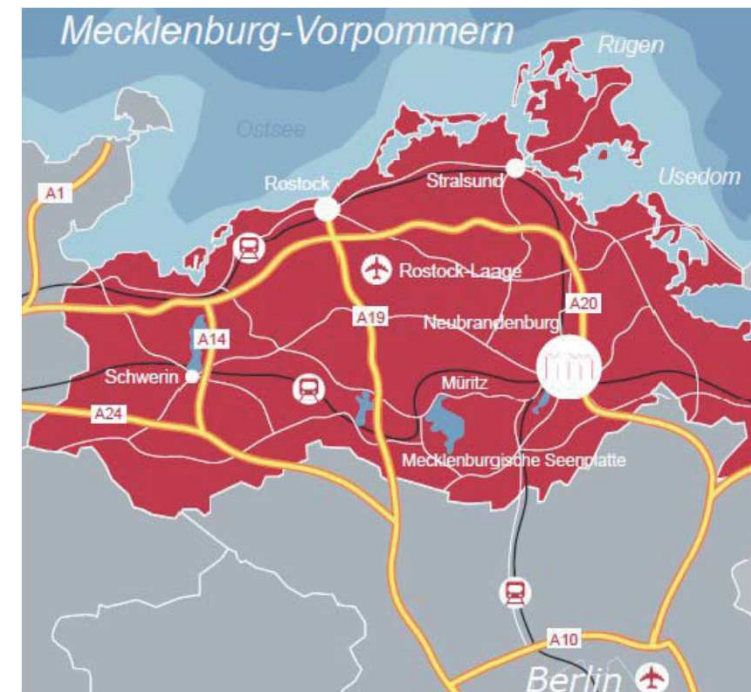 Mecklenburg-Vorpommern
Rügen
Ostsee
Usedom
A1
Rostock
Stralsund
Rostock-Laage
A20
A19
Neubrandenburg
A14
Schwerin
Müritz
A24
Mecklenburgische Seenplatte
A10
Berlin